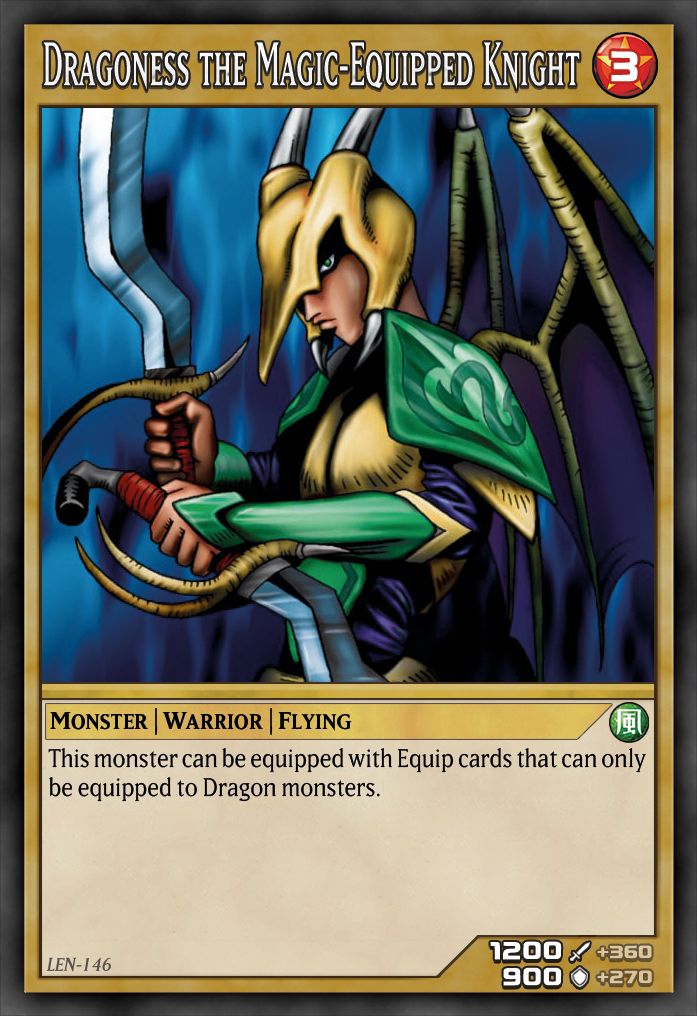 Dragoness the Magic-Equipped Knight 3
Monster | Warrior | Flying 風
This monster can be equipped with Equip cards that can only
be equipped to Dragon monsters.
1200 +360
LEN-146 900 +270